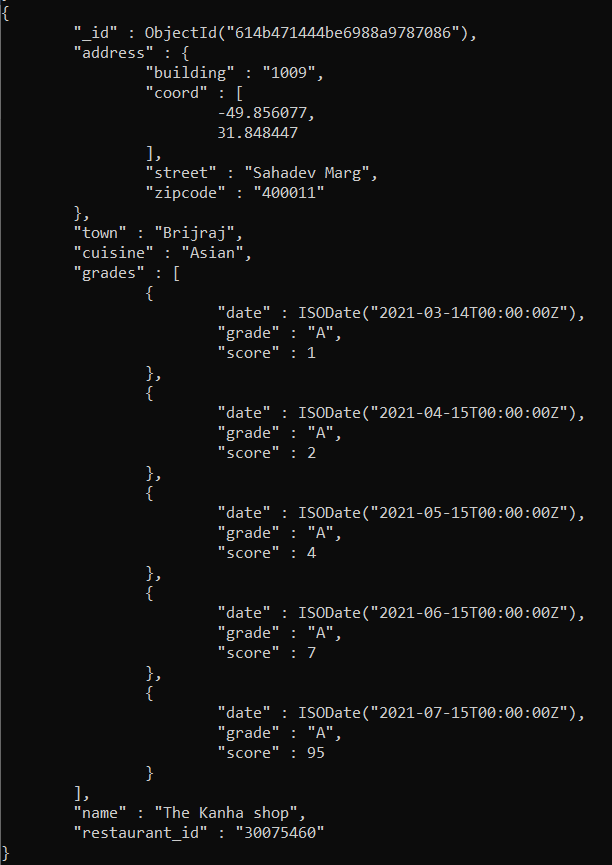 {
        "_id" : ObjectId("614b471444be6988a9787086"),
        "address" : {
                "building" : "1009",
                "coord" : [
                        -49.856077,
                        31.848447
                ],
                "street" : "Sahadev Marg",
                "zipcode" : "400011"
        },
        "town" : "Brijraj",
        "cuisine" : "Asian",
        "grades" : [
                {
                        "date" : ISODate("2021-03-14T00:00:00Z"),
                        "grade" : "A",
                        "score" : 1
                },
                {
                        "date" : ISODate("2021-04-15T00:00:00Z"),
                        "grade" : "A",
                        "score" : 2
                },
                {
                        "date" : ISODate("2021-05-15T00:00:00Z"),
                        "grade" : "A",
                        "score" : 4
                },
                {
                        "date" : ISODate("2021-06-15T00:00:00Z"),
                        "grade" : "A",
                        "score" : 7
                },
                {
                        "date" : ISODate("2021-07-15T00:00:00Z"),
                        "grade" : "A",
                        "score" : 95
                }
        ],
        "name" : "The Kanha shop",
        "restaurant_id" : "30075460"
}